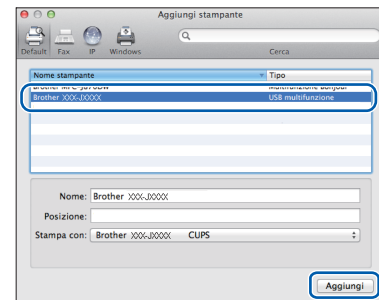 Aggiungi stampante
Default Fax IP Windows Cerca
Nome stampante Tipo
Brother Multifunzione Bonjour
Brother XXX-JXXXX USB multifunzione
Nome: Brother XXX-JXXXX
Posizione:
Stampa con: Brother XXX-JXXXX CUPS
Aggiungi